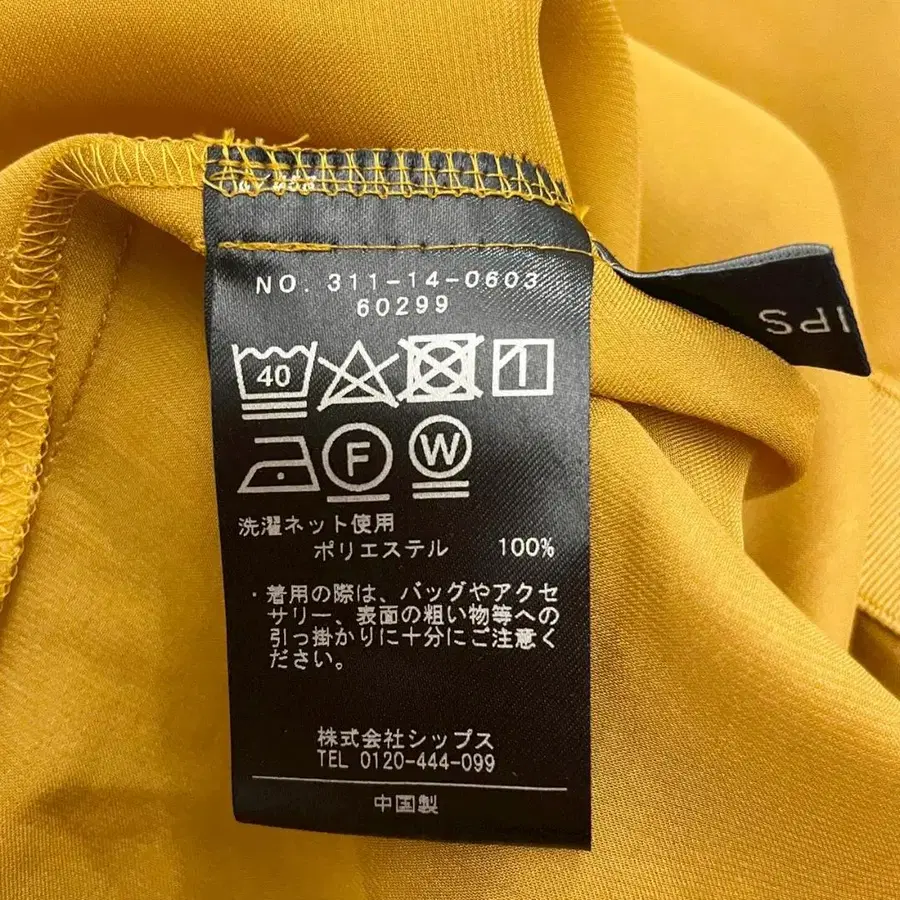 NO. 311-14-0603
60299
40
F
W
洗濯ネット使用
ポリエステル 100%
・着用の際は、バッグやアクセ
サリー、表面の粗い物等への
引っ掛かりに十分にご注意く
ださい。
株式会社シップス
TEL 0120-444-099
中国製
IPS